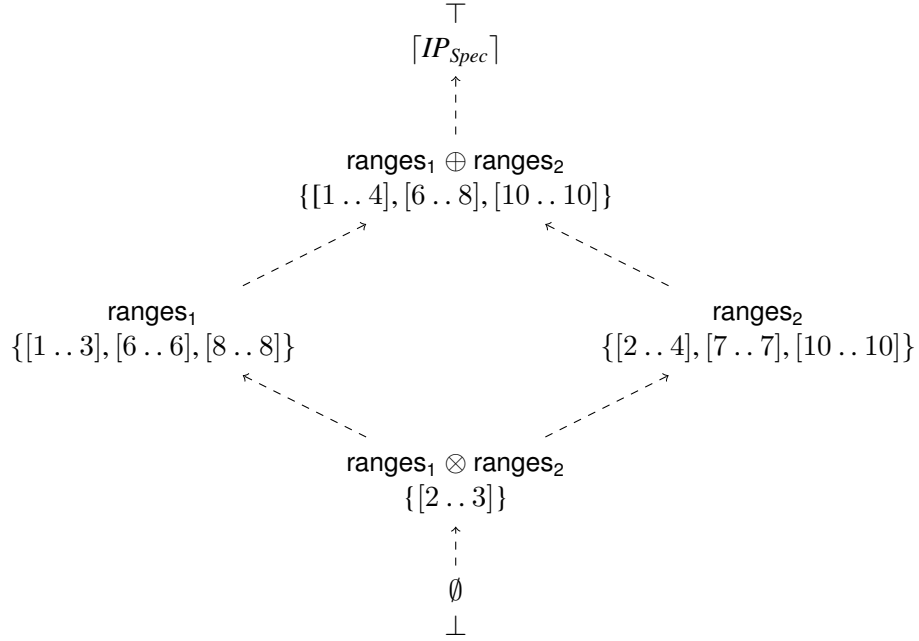 ⊤
⌈IP_Spec⌉
ranges₁ ⊕ ranges₂
{[1 . . 4], [6 . . 8], [10 . . 10]}
ranges₁
{[1 . . 3], [6 . . 6], [8 . . 8]}
ranges₂
{[2 . . 4], [7 . . 7], [10 . . 10]}
ranges₁ ⊗ ranges₂
{[2 . . 3]}
∅
⊥